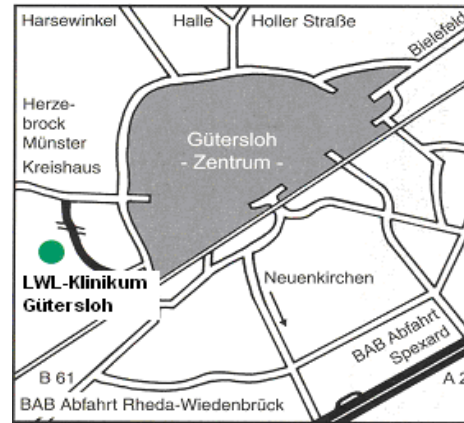 Harsewinkel
Halle
Holler Straße
Bielefeld
Herze-
brock
Münster
Kreishaus
Gütersloh
- Zentrum -
LWL-Klinikum
Gütersloh
Neuenkirchen
BAB Abfahrt
Spexard
B 61
A 2
BAB Abfahrt Rheda-Wiedenbrück